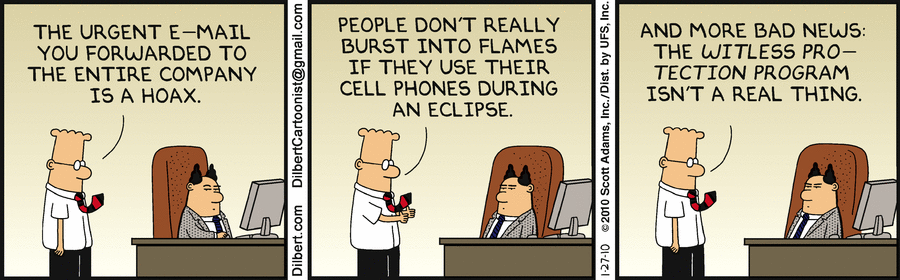 THE URGENT E-MAIL
YOU FORWARDED TO
THE ENTIRE COMPANY
IS A HOAX.
Dilbert.com DilbertCartoonist@gmail.com
PEOPLE DON'T REALLY
BURST INTO FLAMES
IF THEY USE THEIR
CELL PHONES DURING
AN ECLIPSE.
1-27-10 ©2010 Scott Adams, Inc./Dist. by UFS, Inc.
AND MORE BAD NEWS:
THE WITLESS PRO-
TECTION PROGRAM
ISN'T A REAL THING.